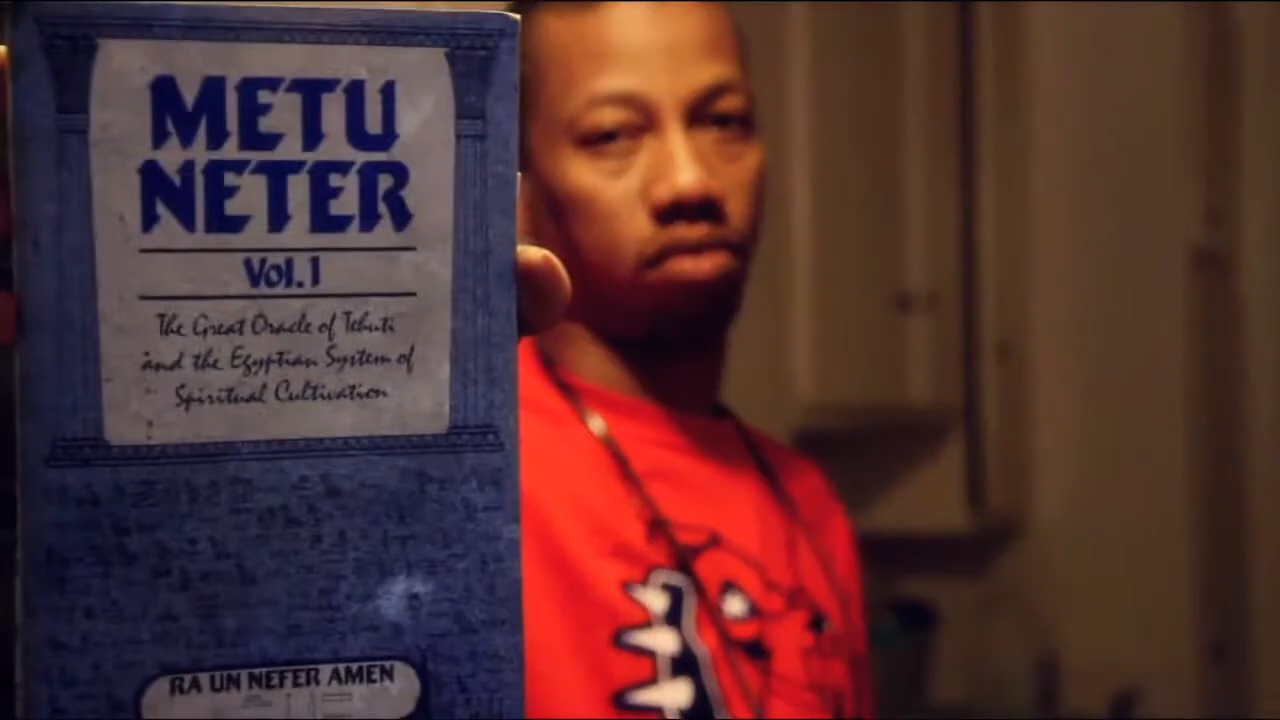 METU
NETER
Vol.1
The Great Oracle of Tehuti
and the Egyptian System of
Spiritual Cultivation
RA UN NEFER AMEN